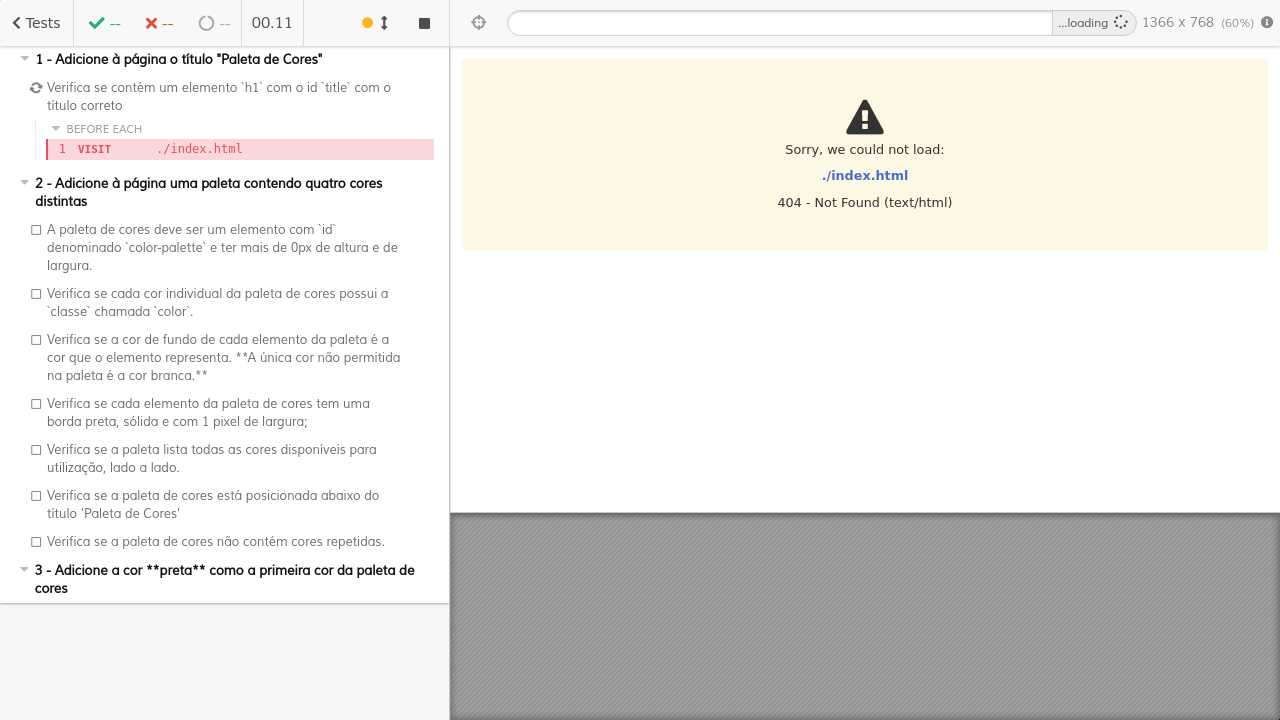 Tests -- -- -- 00.11
...loading 1366 x 768 (60%)
1 - Adicione à página o título "Paleta de Cores"
Verifica se contém um elemento `h1` com o id `title` com o
título correto
BEFORE EACH
1 VISIT ./index.html
2 - Adicione à página uma paleta contendo quatro cores
distintas
A paleta de cores deve ser um elemento com `id`
denominado `color-palette` e ter mais de 0px de altura e de
largura.
Verifica se cada cor individual da paleta de cores possui a
`classe` chamada `color`.
Verifica se a cor de fundo de cada elemento da paleta é a
cor que o elemento representa. **A única cor não permitida
na paleta é a cor branca.**
Verifica se cada elemento da paleta de cores tem uma
borda preta, sólida e com 1 pixel de largura;
Verifica se a paleta lista todas as cores disponíveis para
utilização, lado a lado.
Verifica se a paleta de cores está posicionada abaixo do
título 'Paleta de Cores'
Verifica se a paleta de cores não contém cores repetidas.
3 - Adicione a cor **preta** como a primeira cor da paleta de
cores
Sorry, we could not load:
./index.html
404 - Not Found (text/html)